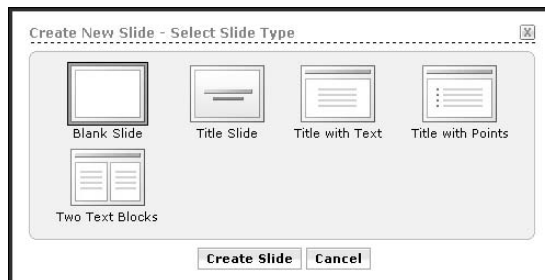 Create New Slide - Select Slide Type
Blank Slide
Title Slide
Title with Text
Title with Points
Two Text Blocks
Create Slide
Cancel